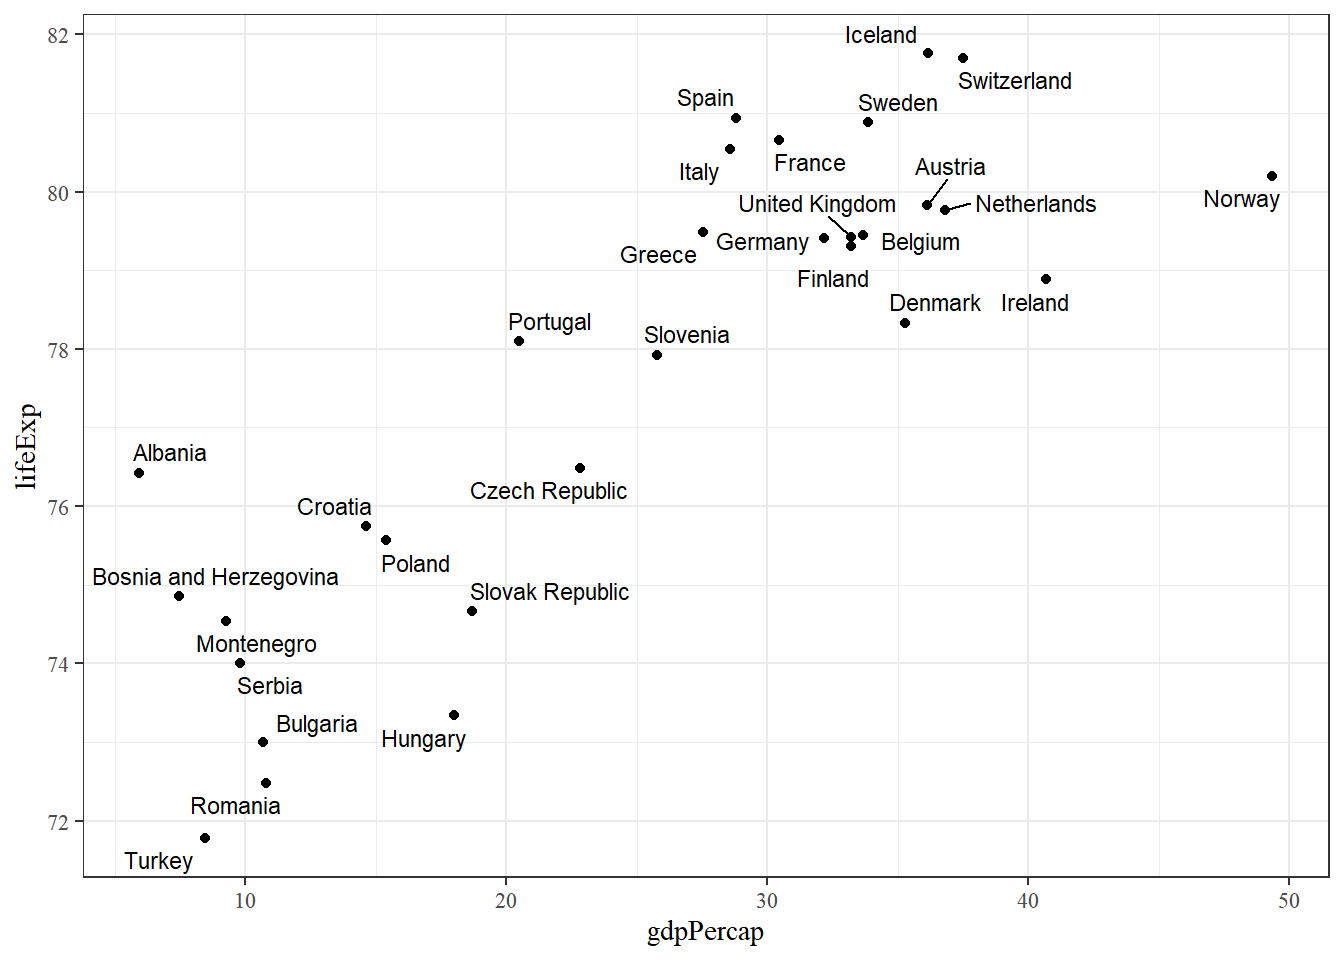 82
80
78
76
74
72
lifeExp
Iceland
Switzerland
Spain
Sweden
Italy
France
Austria
Norway
United Kingdom
Netherlands
Greece
Germany
Belgium
Finland
Denmark
Ireland
Portugal
Slovenia
Albania
Czech Republic
Croatia
Poland
Bosnia and Herzegovina
Slovak Republic
Montenegro
Serbia
Bulgaria
Hungary
Romania
Turkey
10
20
30
40
50
gdpPercap